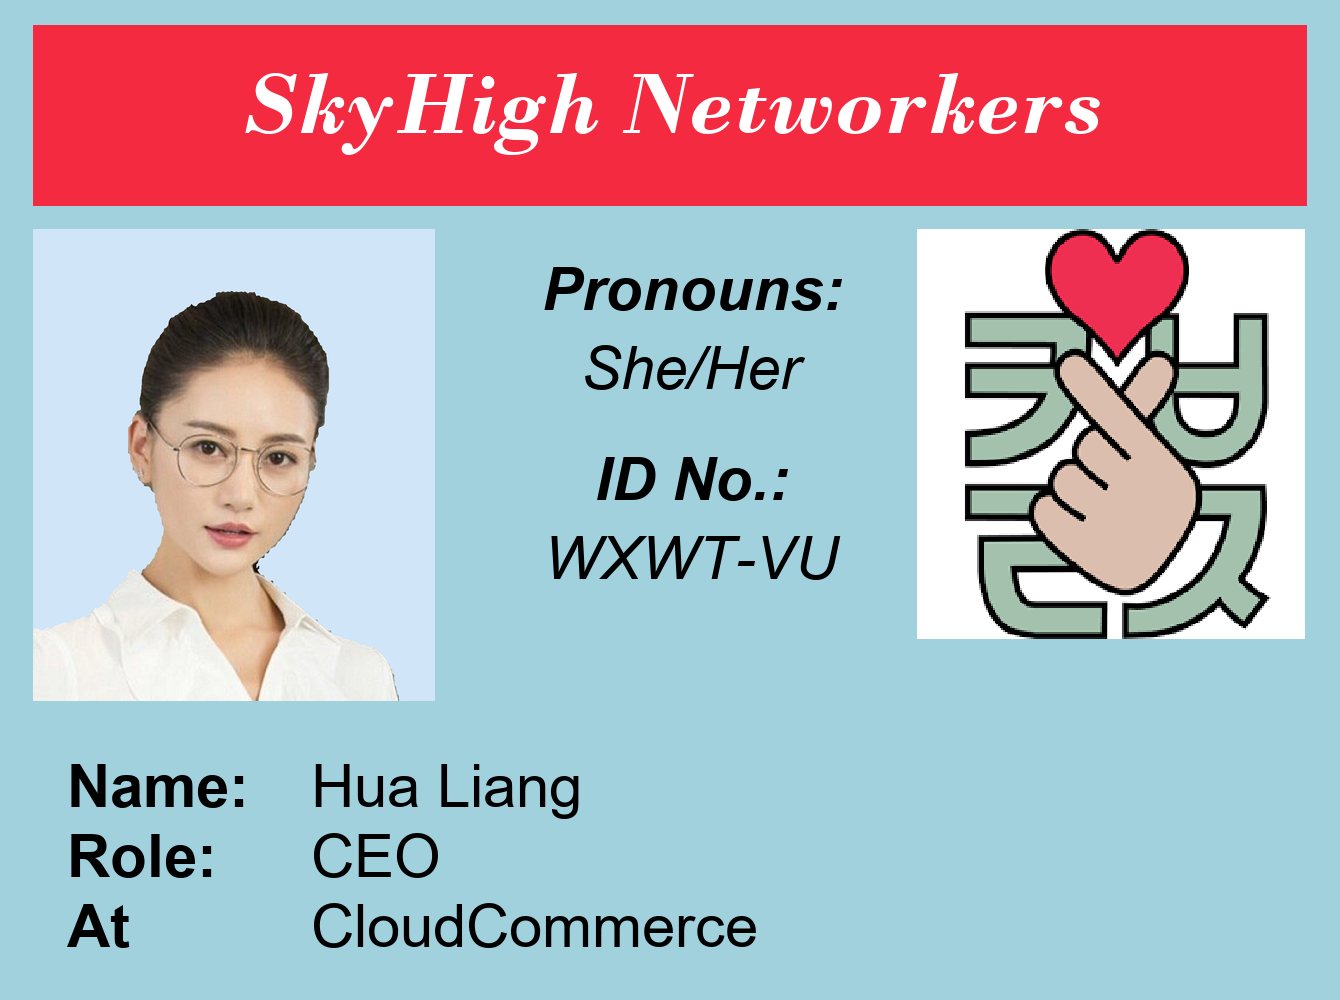 SkyHigh Networkers
Pronouns:
She/Her
ID No.:
WXWT-VU
Name: Hua Liang
Role: CEO
At CloudCommerce